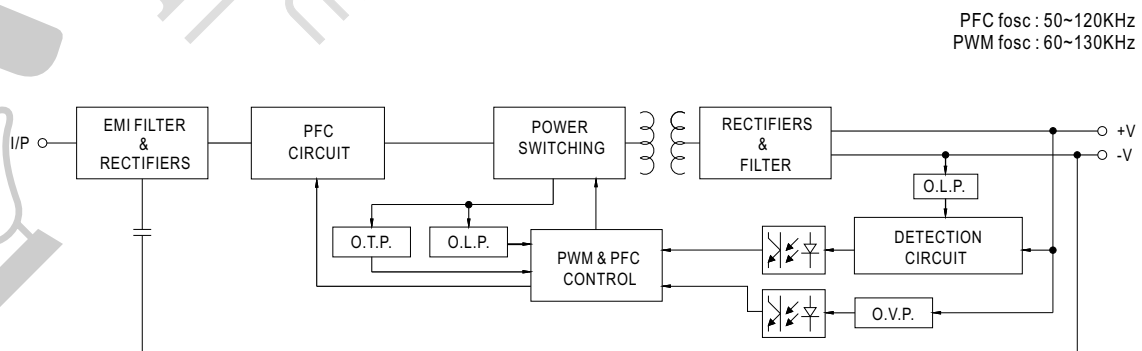 PFC fosc : 50~120KHz
PWM fosc : 60~130KHz
I/P
EMI FILTER
&
RECTIFIERS
PFC
CIRCUIT
POWER
SWITCHING
RECTIFIERS
&
FILTER
+V
-V
O.L.P.
O.T.P.
O.L.P.
PWM & PFC
CONTROL
DETECTION
CIRCUIT
O.V.P.